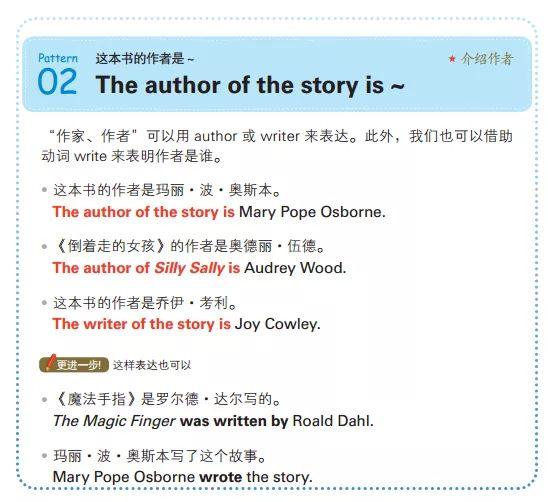 Pattern
02
这本书的作者是~
★ 介绍作者
The author of the story is ~
“作家、作者”可以用 author 或 writer 来表达。此外，我们也可以借助
动词 write 来表明作者是谁。
• 这本书的作者是玛丽·波·奥斯本。
The author of the story is Mary Pope Osborne.
• 《倒着走的女孩》的作者是奥德丽·伍德。
The author of Silly Sally is Audrey Wood.
• 这本书的作者是乔伊·考利。
The writer of the story is Joy Cowley.
更进一步! 这样表达也可以
• 《魔法手指》是罗尔德·达尔写的。
The Magic Finger was written by Roald Dahl.
• 玛丽·波·奥斯本写了这个故事。
Mary Pope Osborne wrote the story.